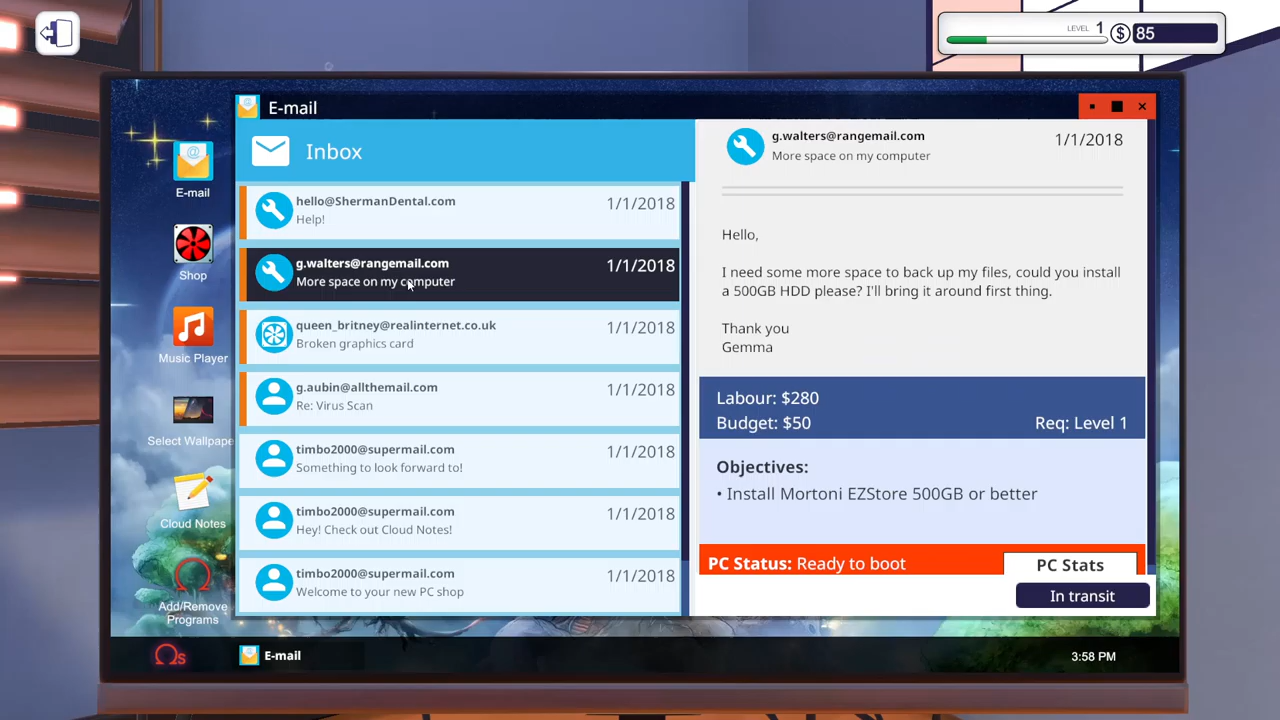 LEVEL 1
$ 85
E-mail
Inbox
hello@ShermanDental.com
1/1/2018
Help!
g.walters@rangemail.com
1/1/2018
More space on my computer
queen_britney@realinternet.co.uk
1/1/2018
Broken graphics card
g.aubin@allthemail.com
1/1/2018
Re: Virus Scan
timbo2000@supermail.com
1/1/2018
Something to look forward to!
timbo2000@supermail.com
1/1/2018
Hey! Check out Cloud Notes!
timbo2000@supermail.com
1/1/2018
Welcome to your new PC shop
g.walters@rangemail.com
1/1/2018
More space on my computer
Hello,
I need some more space to back up my files, could you install
a 500GB HDD please? I'll bring it around first thing.
Thank you
Gemma
Labour: $280
Budget: $50
Req: Level 1
Objectives:
• Install Mortoni EZStore 500GB or better
PC Status: Ready to boot
PC Stats
In transit
E-mail
Shop
Music Player
Select Wallpape
Cloud Notes
Add/Remove
Programs
Ωs
E-mail
3:58 PM